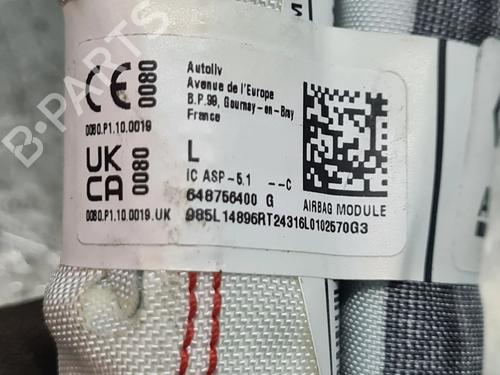 B-PARTS
CE 0080
0080.P1.10.0019
UK CA 0080
0080.P1.10.0019.UK
Autoliv
Avenue de l'Europe
B.P.99, Gournay-en-Bray
France
L
IC ASP-5.1 --C
648756400 G
985L14896RT24316L0102570G3
AIRBAG MODULE